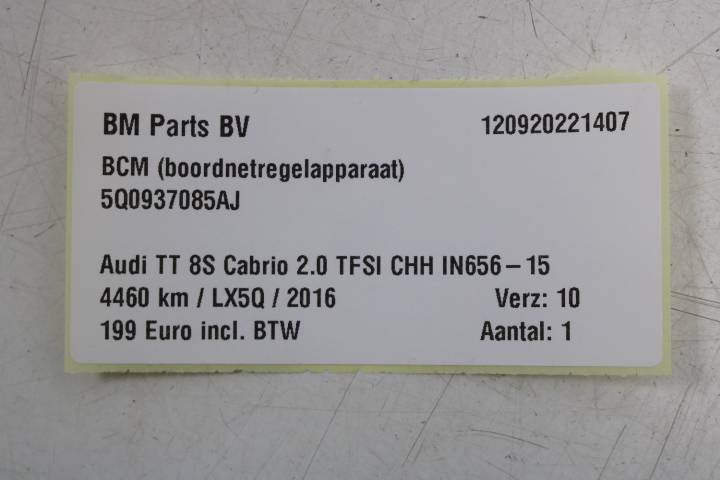 BM Parts BV 120920221407
BCM (boordnetregelapparaat)
5Q0937085AJ
Audi TT 8S Cabrio 2.0 TFSI CHH IN656 – 15
4460 km / LX5Q / 2016 Verz: 10
199 Euro incl. BTW Aantal: 1